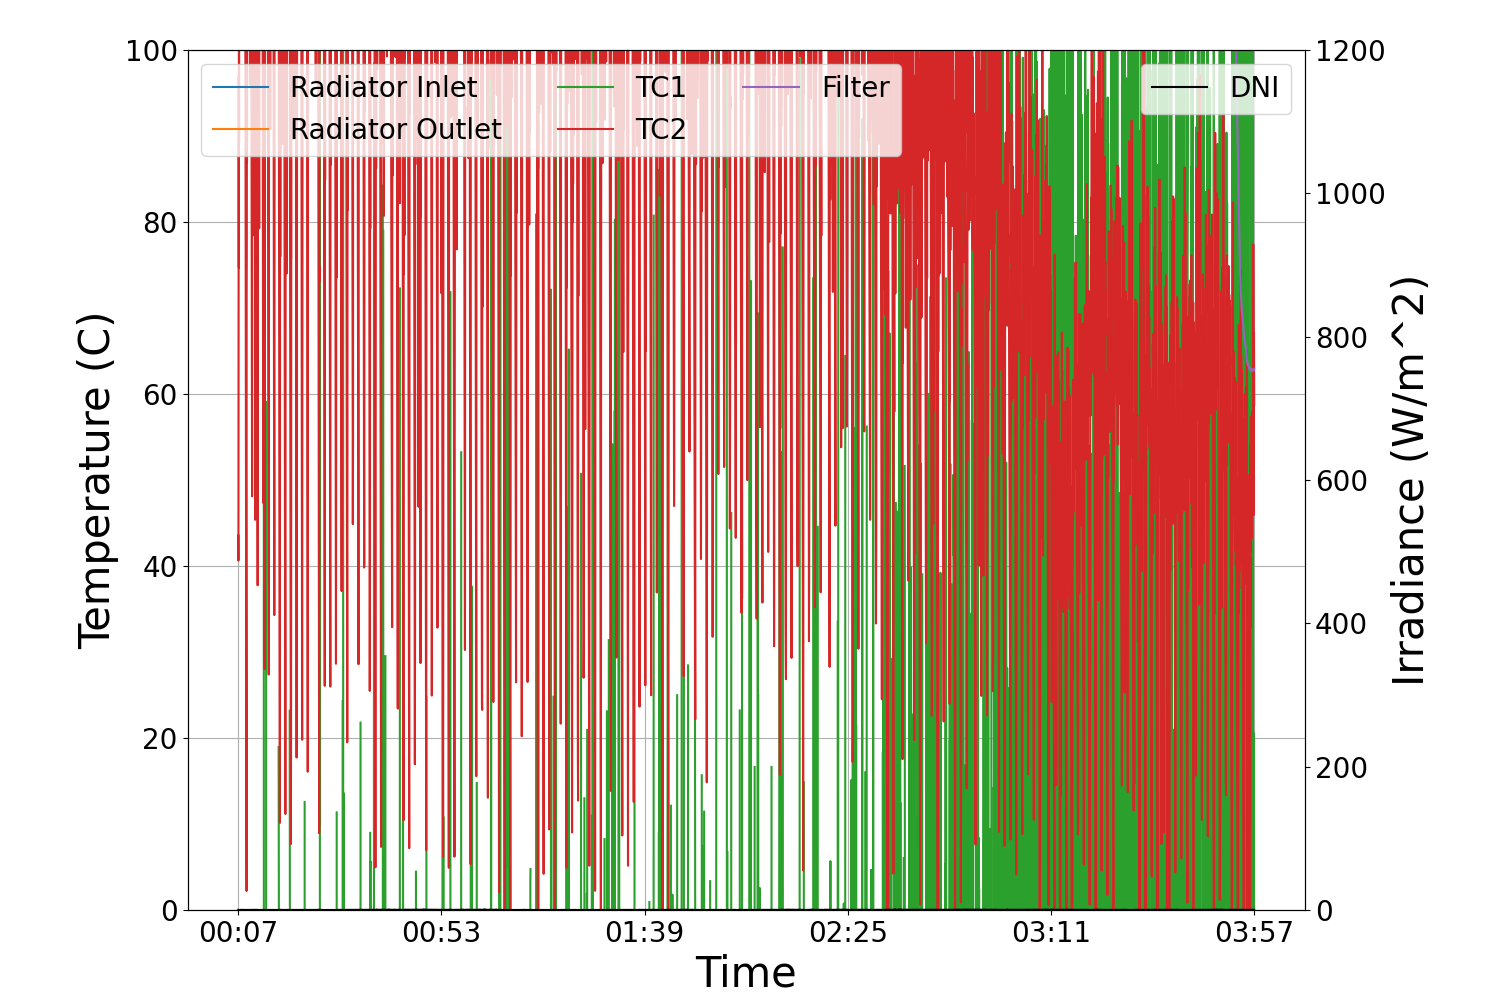 Radiator Inlet
Radiator Outlet
TC1
TC2
Filter
DNI
Temperature (C)
100
80
60
40
20
0
1200
1000
800
600
400
200
0
Irradiance (W/m^2)
00:07 00:53 01:39 02:25 03:11 03:57
Time